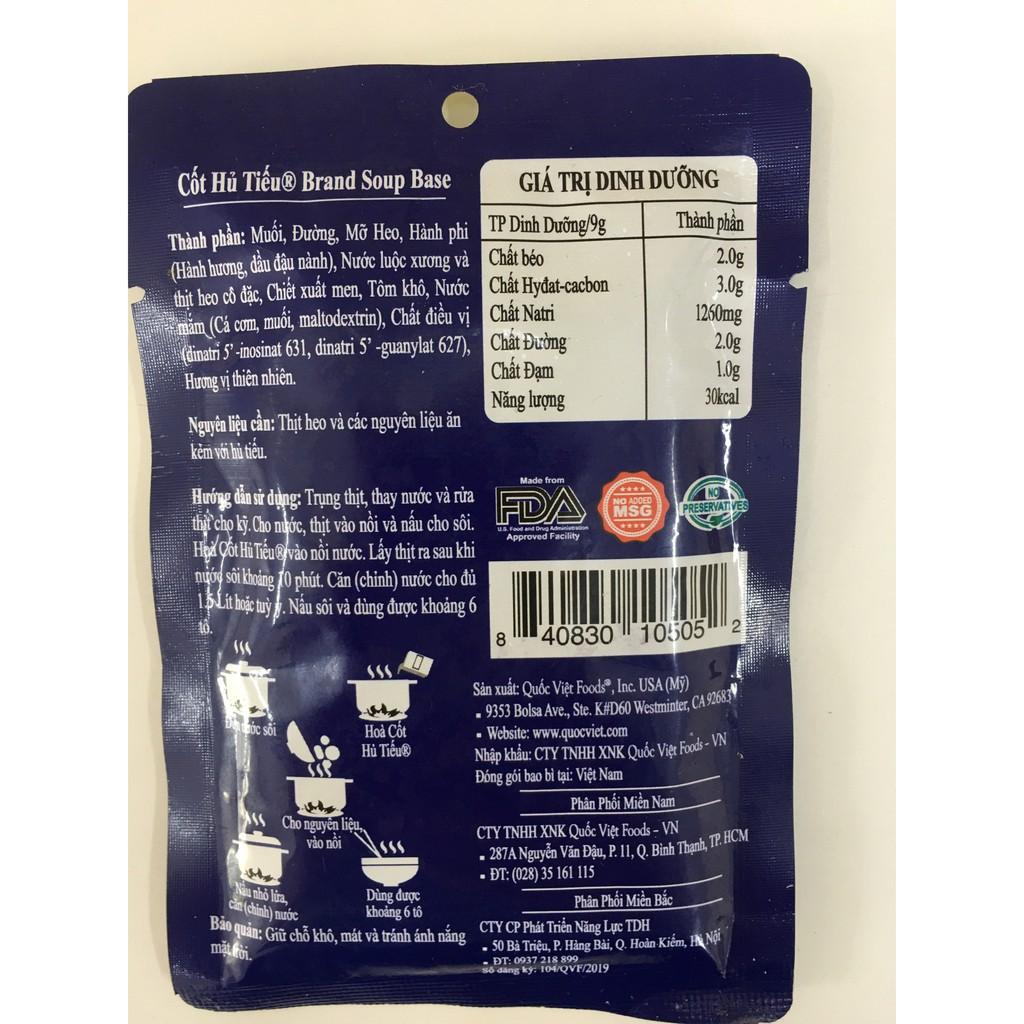 Cốt Hủ Tiếu® Brand Soup Base
Thành phần: Muối, Đường, Mỡ Heo, Hành phi
(Hành hương, dầu đậu nành), Nước luộc xương và
thịt heo cô đặc, Chiết xuất men, Tôm khô, Nước
mắm (Cá cơm, muối, maltodextrin), Chất điều vị
(dinatri 5’-inosinat 631, dinatri 5’ -guanylat 627),
Hương vị thiên nhiên.
Nguyên liệu cần: Thịt heo và các nguyên liệu ăn
kèm với hủ tiếu.
Hướng dẫn sử dụng: Trụng thịt, thay nước và rửa
thịt cho kỹ. Cho nước, thịt vào nồi và nấu cho sôi.
Hoà Cốt Hủ Tiếu® vào nồi nước. Lấy thịt ra sau khi
nước sôi khoảng 10 phút. Căn (chỉnh) nước cho đủ
1.5 Lít hoặc tuỳ ý. Nấu sôi và dùng được khoảng 6
tô.
nước sôi
Hoà Cốt
Hủ Tiếu®
Cho nguyên liệu,
vào nồi
Nấu nhỏ lửa,
căn (chỉnh) nước
Dùng được
khoảng 6 tô
Bảo quản: Giữ chỗ khô, mát và tránh ánh nắng
mặt trời.
GIÁ TRỊ DINH DƯỠNG
TP Dinh Dưỡng/9g Thành phần
Chất béo 2.0g
Chất Hyđat-cacbon 3.0g
Chất Natri 1260mg
Chất Đường 2.0g
Chất Đạm 1.0g
Năng lượng 30kcal
Made from
FDA
U.S. Food and Drug Administration
Approved Facility
NO ADDED
MSG
NO
PRESERVATIVES
8 40830 10505 2
Sản xuất: Quốc Việt Foods®, Inc. USA (Mỹ)
▪ 9353 Bolsa Ave., Ste. K#D60 Westminter, CA 92683
▪ Website: www.quocviet.com
Nhập khẩu: CTY TNHH XNK Quốc Việt Foods - VN
Đóng gói bao bì tại: Việt Nam
Phân Phối Miền Nam
CTY TNHH XNK Quốc Việt Foods - VN
▪ 287A Nguyễn Văn Đậu, P. 11, Q. Bình Thạnh, TP. HCM
▪ ĐT: (028) 35 161 115
Phân Phối Miền Bắc
CTY CP Phát Triển Năng Lực TDH
▪ 50 Bà Triệu, P. Hàng Bài, Q. Hoàn Kiếm, Hà Nội
▪ ĐT: 0937 218 899
Số đăng ký: 104/QVF/2019